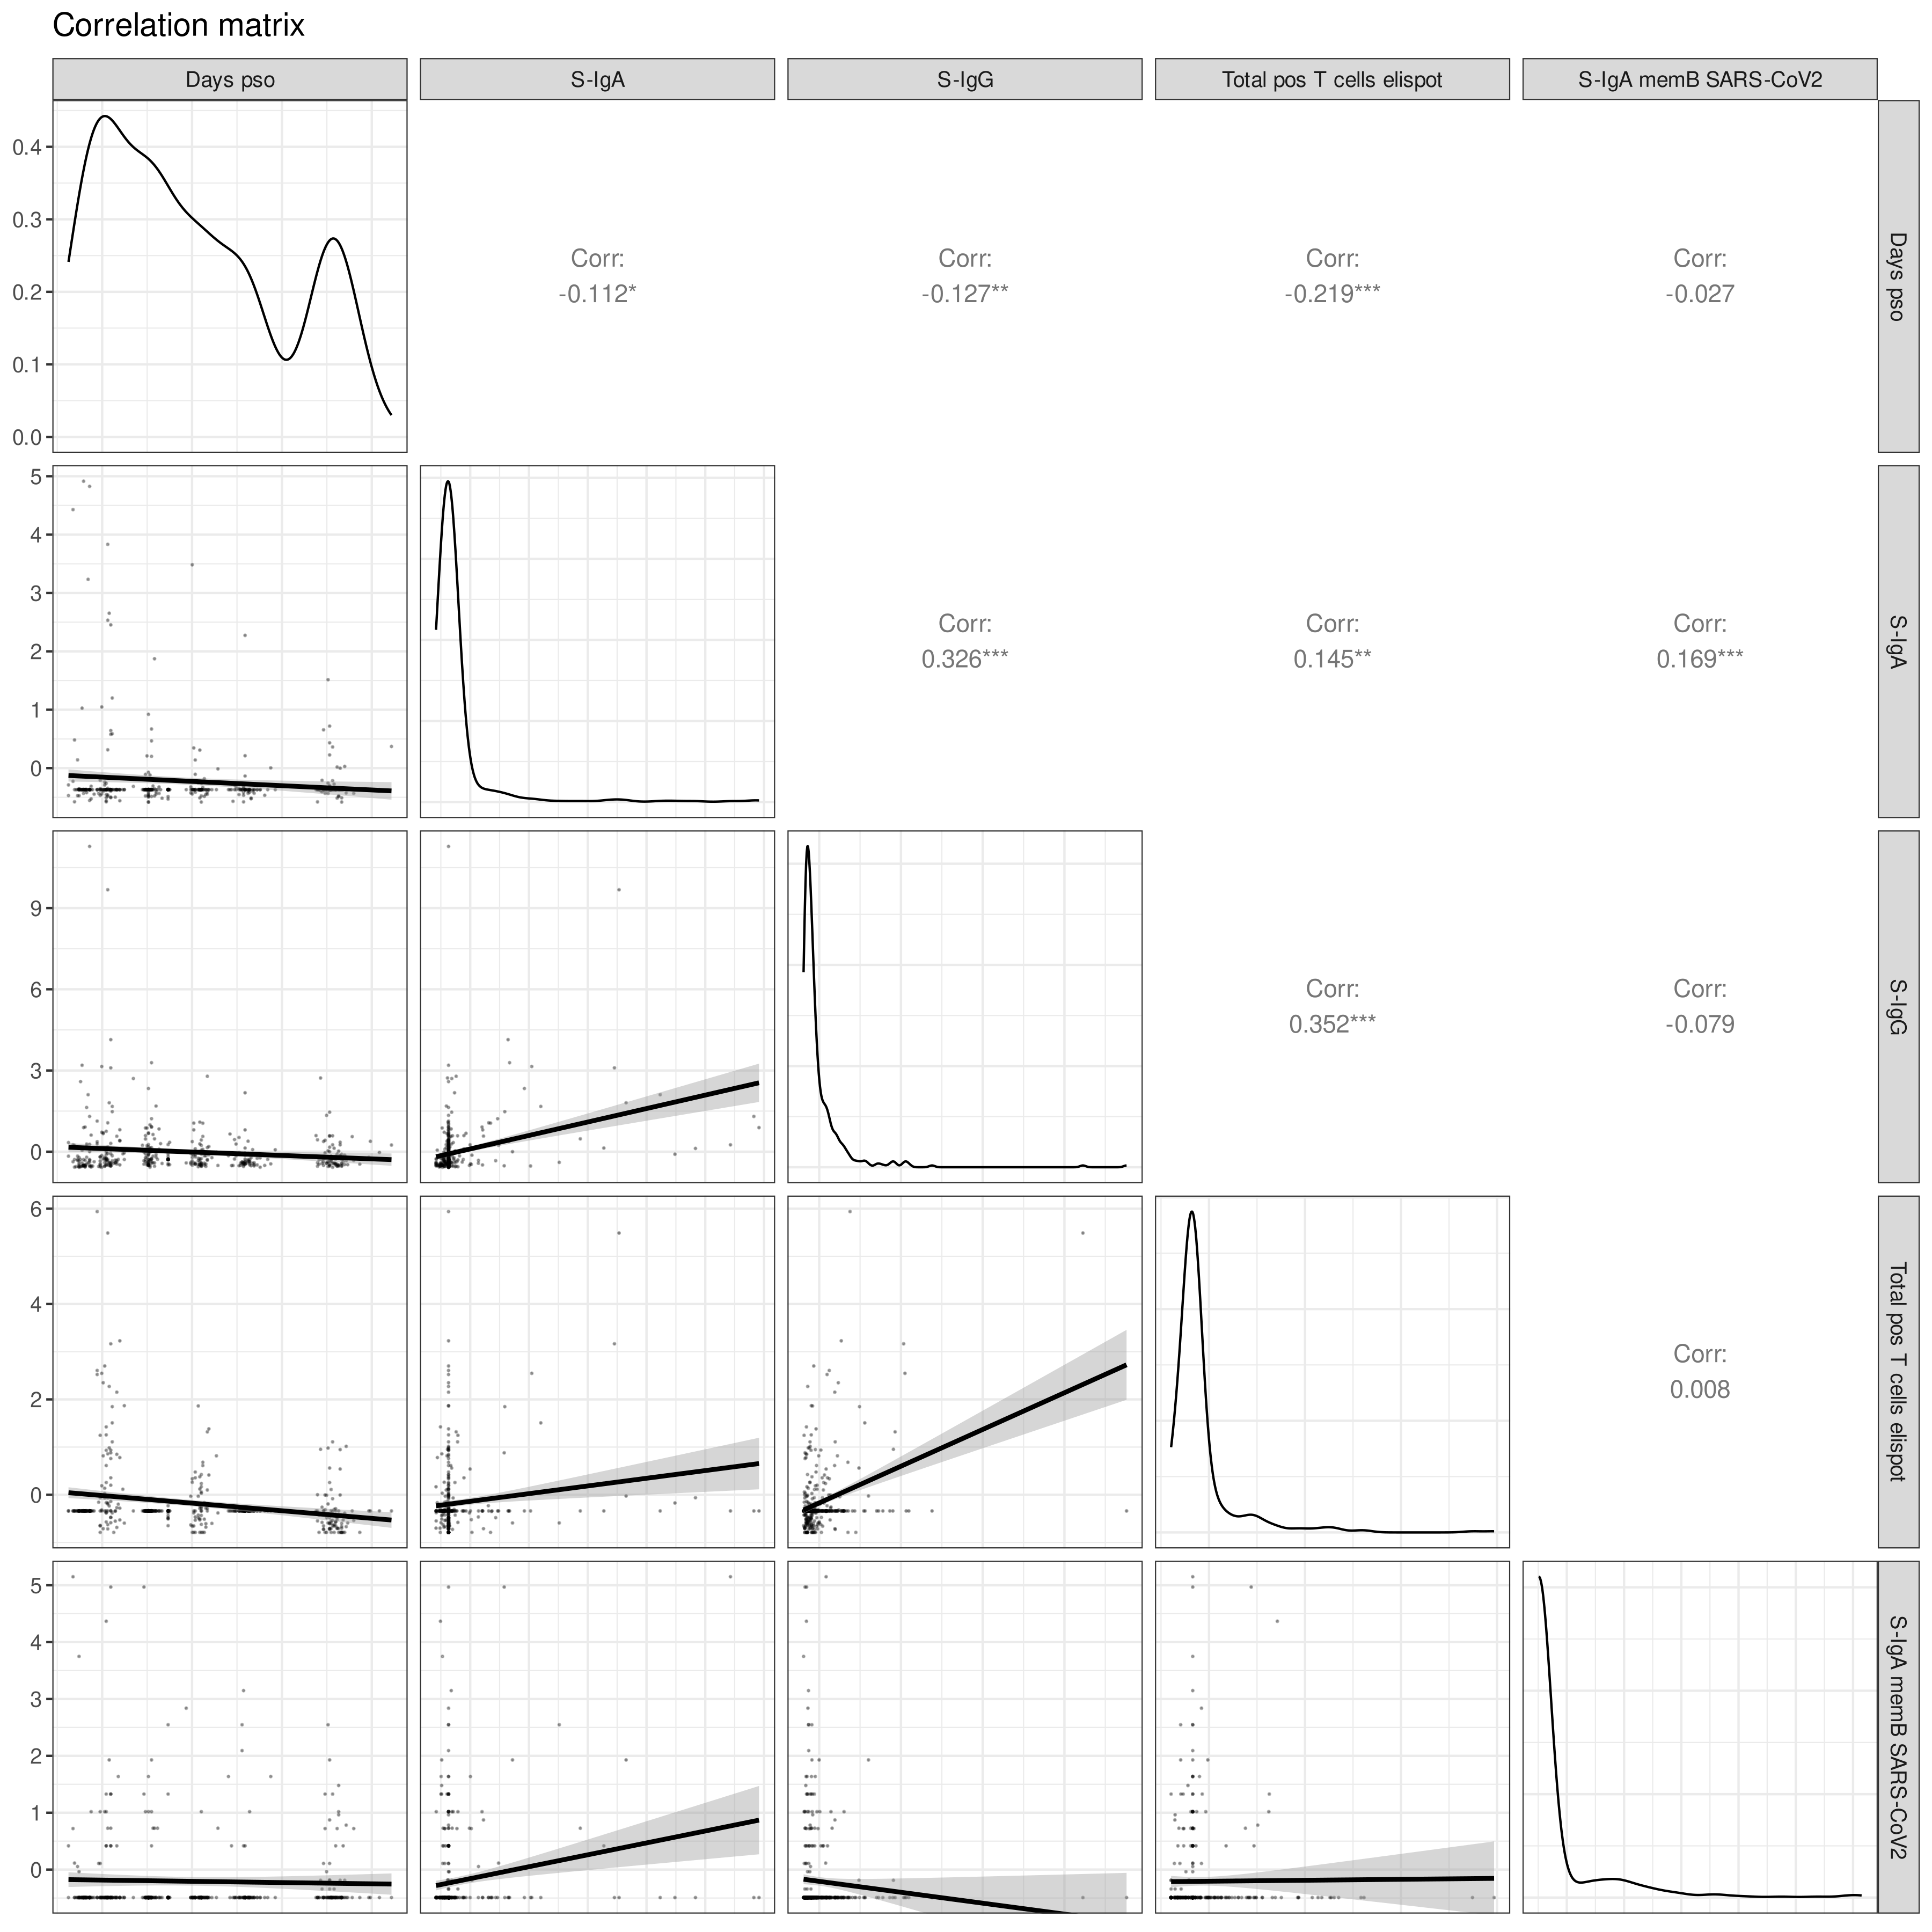 Correlation matrix
Days pso
S-IgA
S-IgG
Total pos T cells elispot
S-IgA memB SARS-CoV2
0.4
0.3
0.2
0.1
0.0
Corr:
-0.112*
Corr:
-0.127**
Corr:
-0.219***
Corr:
-0.027
Days pso
5
4
3
2
1
0
Corr:
0.326***
Corr:
0.145**
Corr:
0.169***
S-IgA
9
6
3
0
Corr:
0.352***
Corr:
-0.079
S-IgG
6
4
2
0
Corr:
0.008
Total pos T cells elispot
5
4
3
2
1
0
S-IgA memB SARS-CoV2